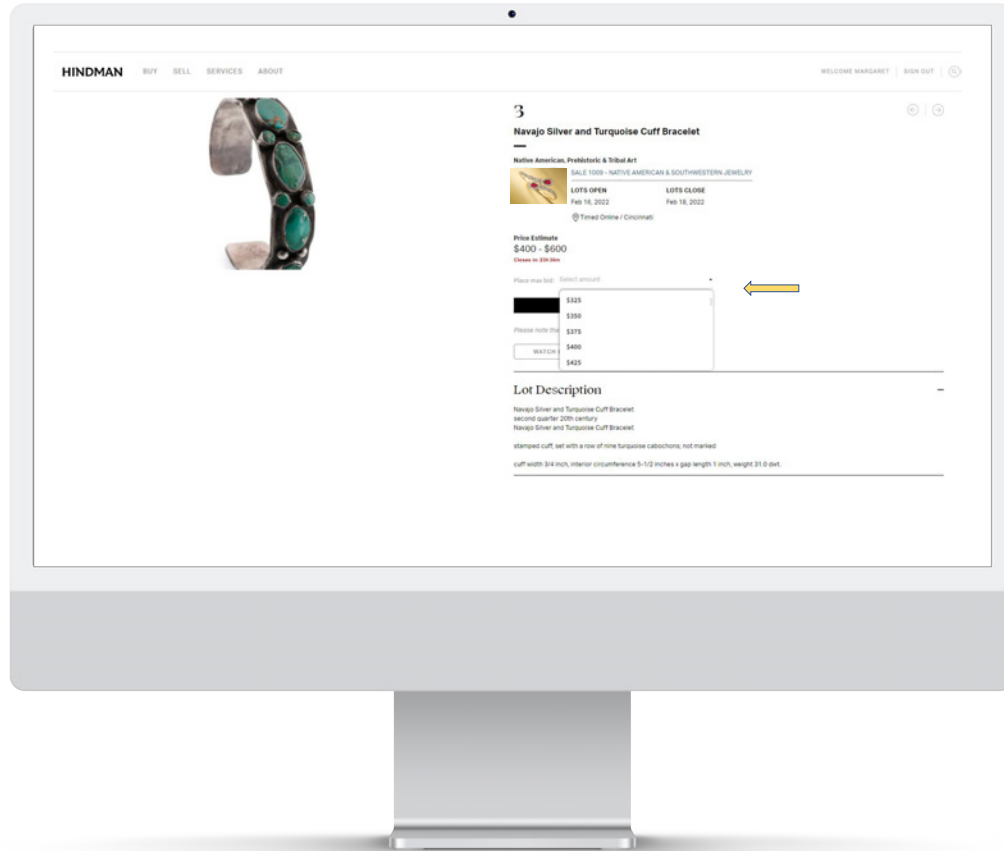 HINDMAN BUY SELL SERVICES ABOUT
WELCOME MARGARET SIGN OUT
3
Navajo Silver and Turquoise Cuff Bracelet
Native American, Prehistoric & Tribal Art
SALE 1009 - NATIVE AMERICAN & SOUTHWESTERN JEWELRY
LOTS OPEN LOTS CLOSE
Feb 16, 2022 Feb 18, 2022
Timed Online / Cincinnati
Price Estimate
$400 - $600
Closes in
Place max bid: Select amount
$325
$350
Please note
$375
$400
WATCH
$425
Lot Description
Navajo Silver and Turquoise Cuff Bracelet
second quarter 20th century
Navajo Silver and Turquoise Cuff Bracelet
stamped cuff, set with a row of nine turquoise cabochons; not marked
cuff width 3/4 inch, interior circumference 5-1/2 inches x gap length 1 inch, weight 31.0 dwt.